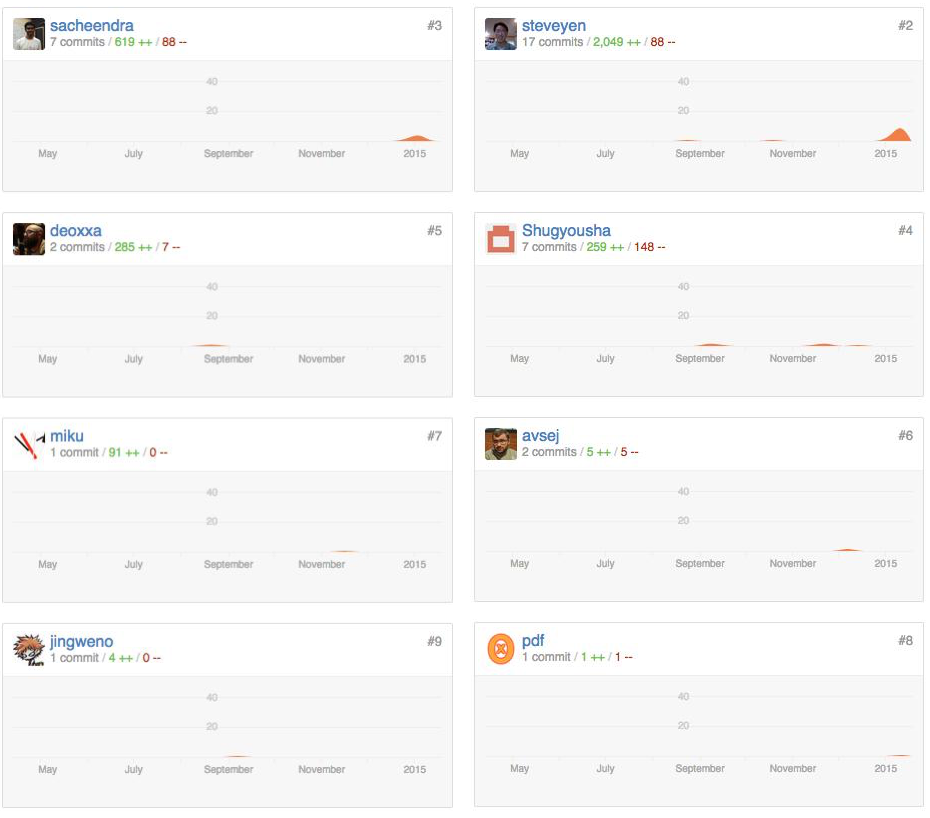 sacheendra #3
7 commits / 619 ++ / 88 --
40
20
May July September November 2015
steveyen #2
17 commits / 2,049 ++ / 88 --
40
20
May July September November 2015
deoxxa #5
2 commits / 285 ++ / 7 --
40
20
May July September November 2015
Shugyousha #4
7 commits / 259 ++ / 148 --
40
20
May July September November 2015
miku #7
1 commit / 91 ++ / 0 --
40
20
May July September November 2015
avsej #6
2 commits / 5 ++ / 5 --
40
20
May July September November 2015
jingweno #9
1 commit / 4 ++ / 0 --
40
20
May July September November 2015
pdf #8
1 commit / 1 ++ / 1 --
40
20
May July September November 2015